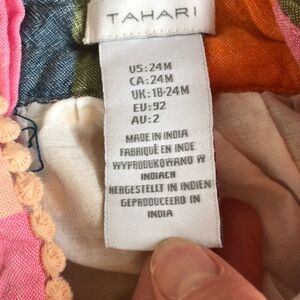 TAHARI
US:24M
CA:24M
UK:18-24M
EU:92
AU:2
MADE IN INDIA
FABRIQUÉ EN INDE
WYPRODUKOWANO W
INDIACH
HERGESTELLT IN INDIEN
GEPRODUCEERD IN
INDIA